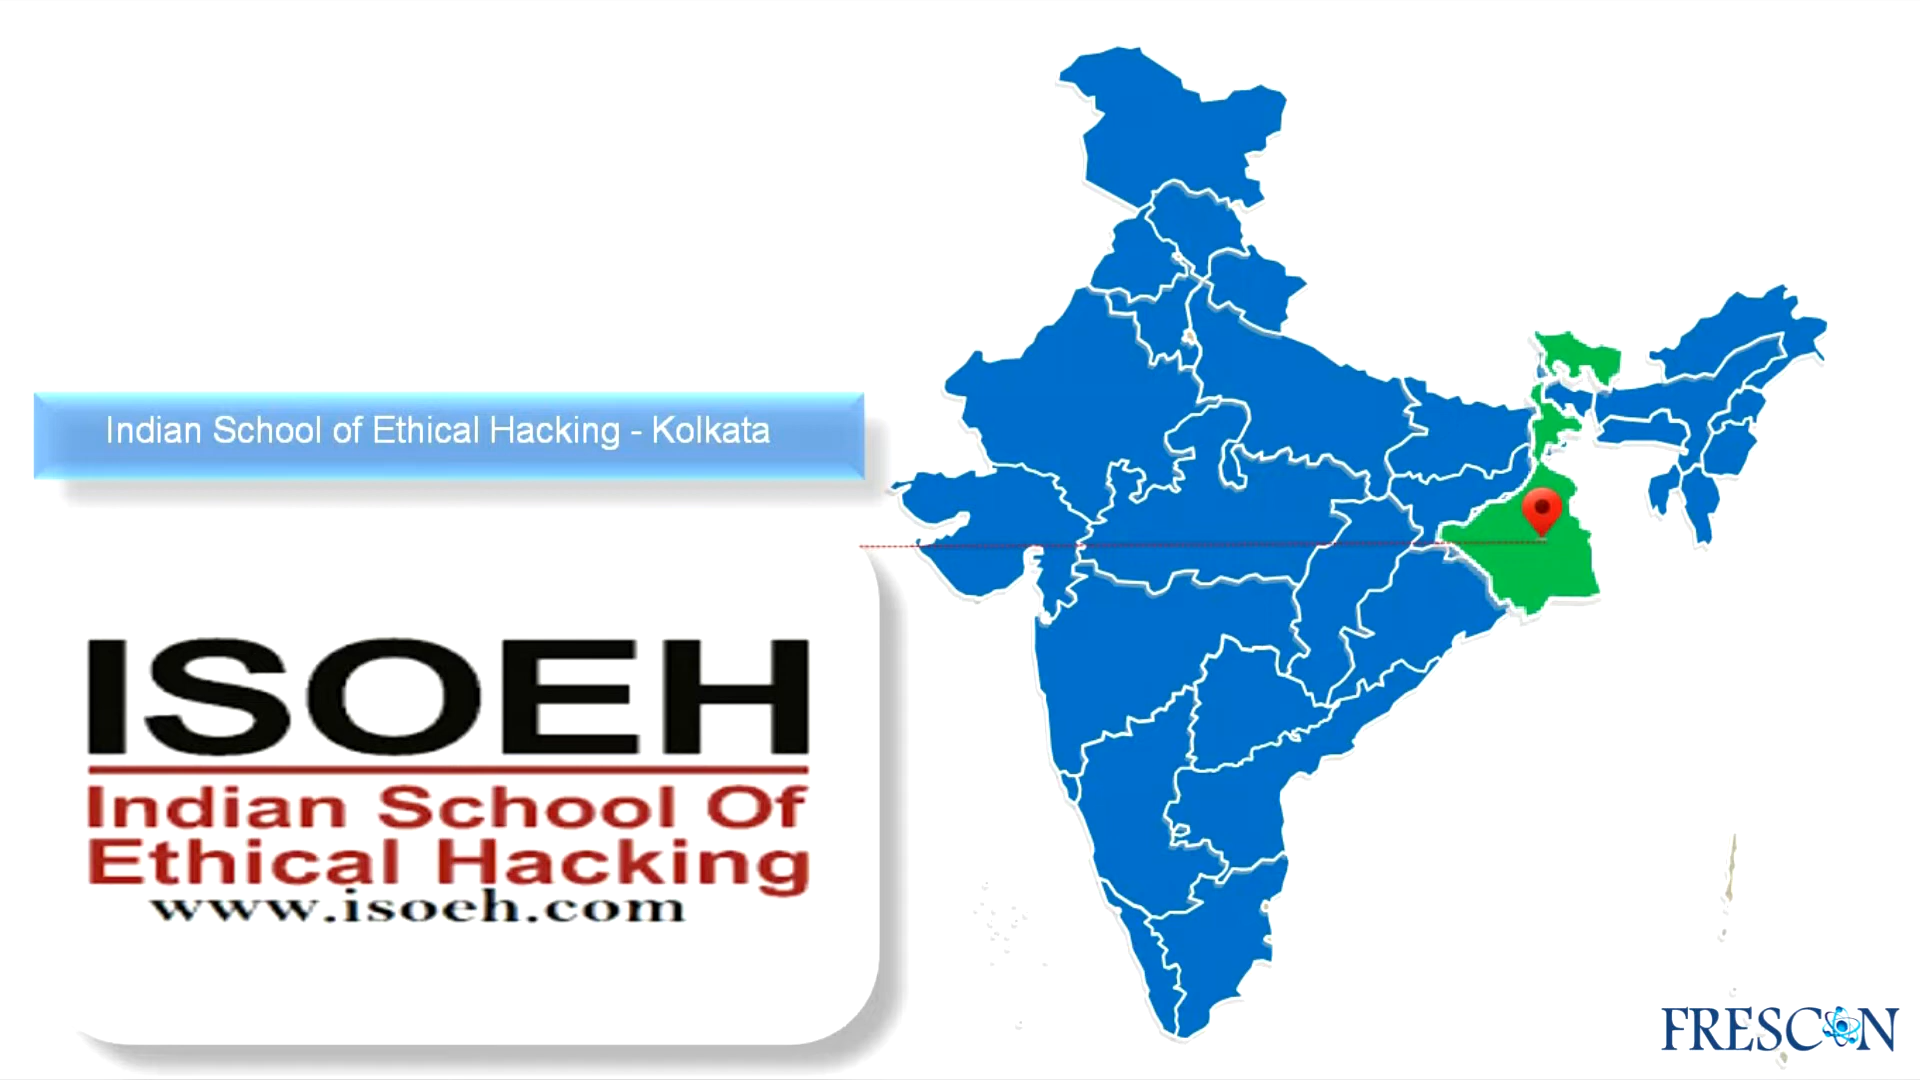 Indian School of Ethical Hacking - Kolkata
ISOEH
Indian School Of
Ethical Hacking
www.isoeh.com
FRESCON